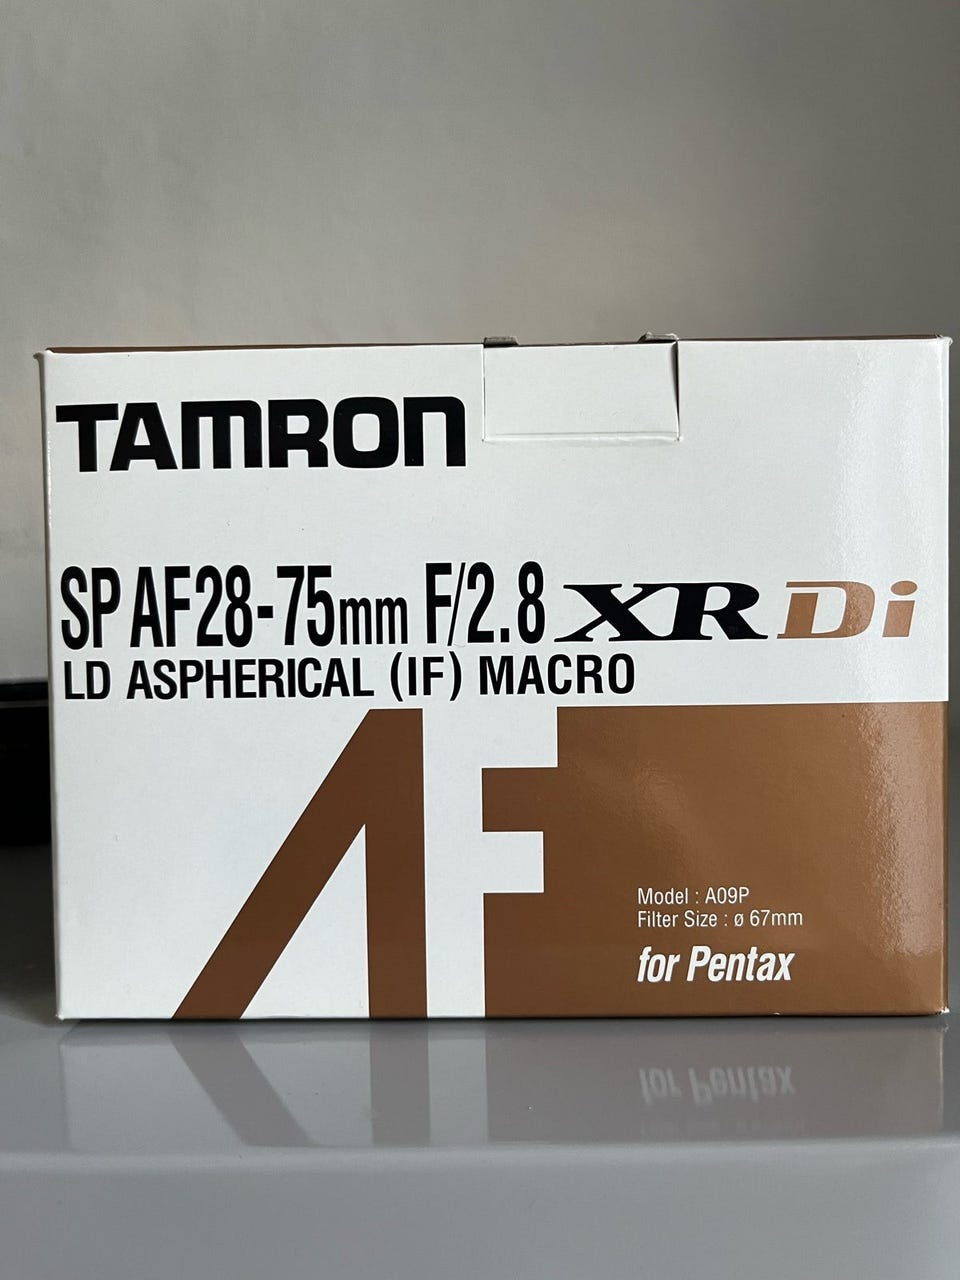 TAMRON
SP AF28-75mm F/2.8 XR Di
LD ASPHERICAL (IF) MACRO
AF
Model : A09P
Filter Size : ø 67mm
for Pentax